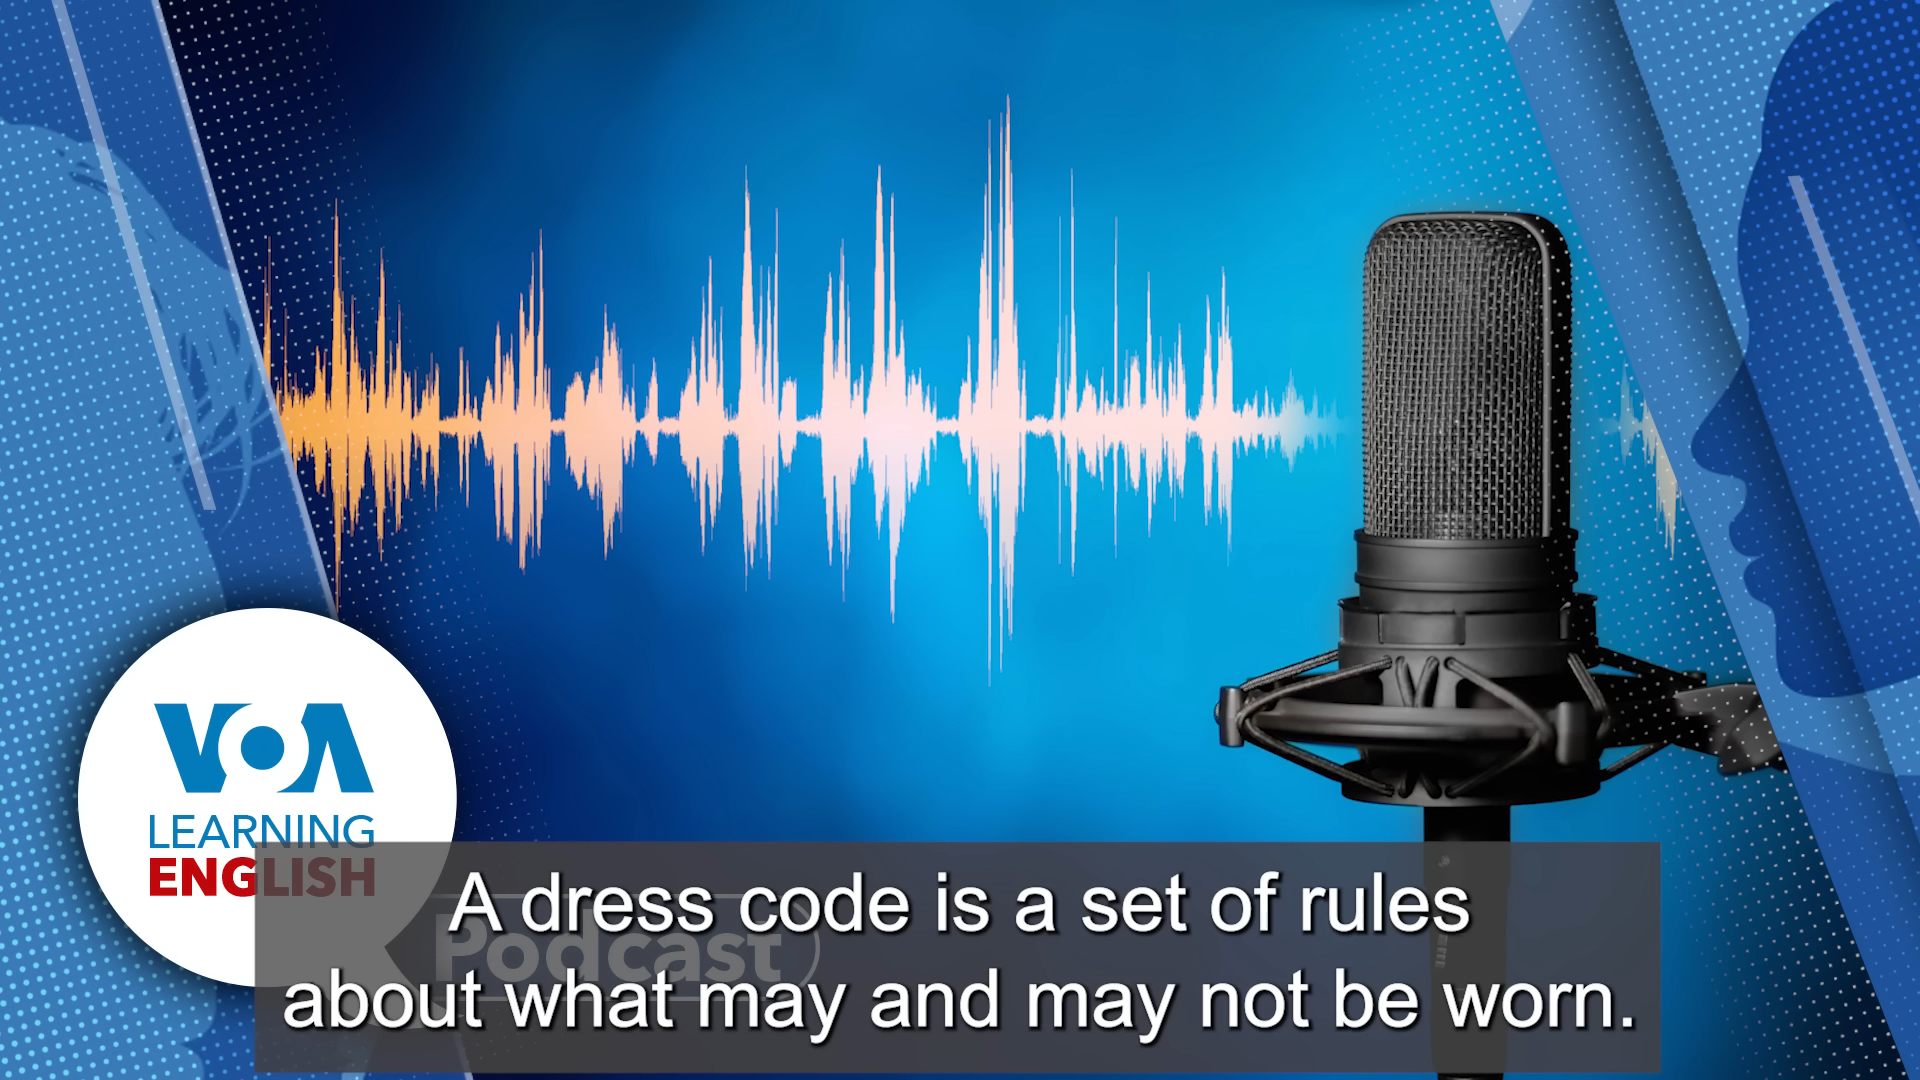 VOA
LEARNING
ENGLISH
Podcast
A dress code is a set of rules
about what may and may not be worn.